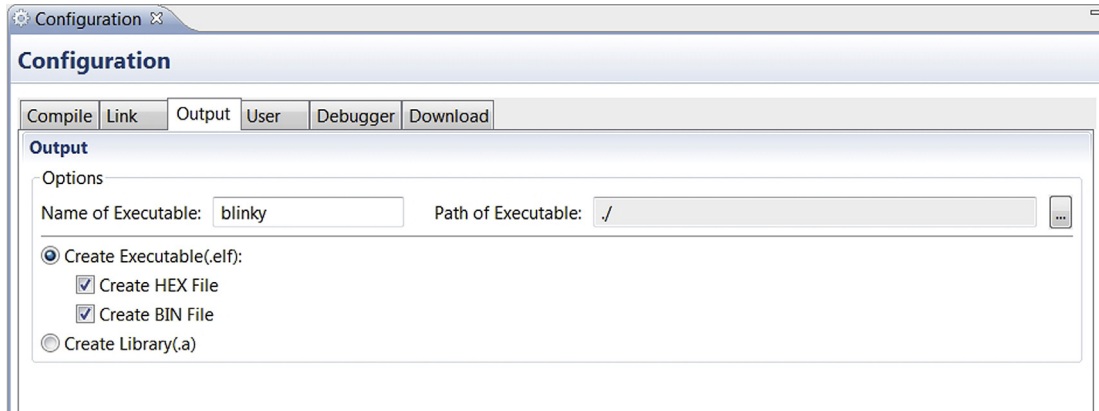 Configuration
Configuration
Compile Link Output User Debugger Download
Output
Options
Name of Executable: blinky Path of Executable: ./ ...
Create Executable(.elf):
Create HEX File
Create BIN File
Create Library(.a)